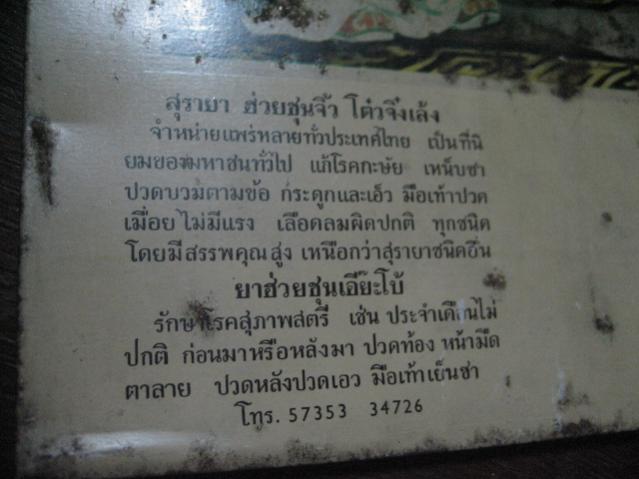 สุรายา ฮ่วยชุนจิ้ว โต๋วจึงเล้ง
จำหน่ายแพร่หลายทั่วประเทศไทย เป็นที่นิ
ยมของมหาชนทั่วไป แก้โรคกะษัย เหน็บชา
ปวดบวมตามข้อ กระดูกและเอ็ว มือเท้าปวด
เมื่อย ไม่มีแรง เลือดลมผิดปกติ ทุกชนิด
โดยมีสรรพคุณสูง เหนือกว่าสุรายาชนิดอื่น
ยาฮ่วยชุนเอี๊ยะโบ้
รักษาโรคสุภาพสตรี เช่น ประจำเดือนไม่
ปกติ ก่อนมาหรือหลังมา ปวดท้อง หน้ามืด
ตาลาย ปวดหลังปวดเอว มือเท้าเย็นชา
โทร. 57353 34726